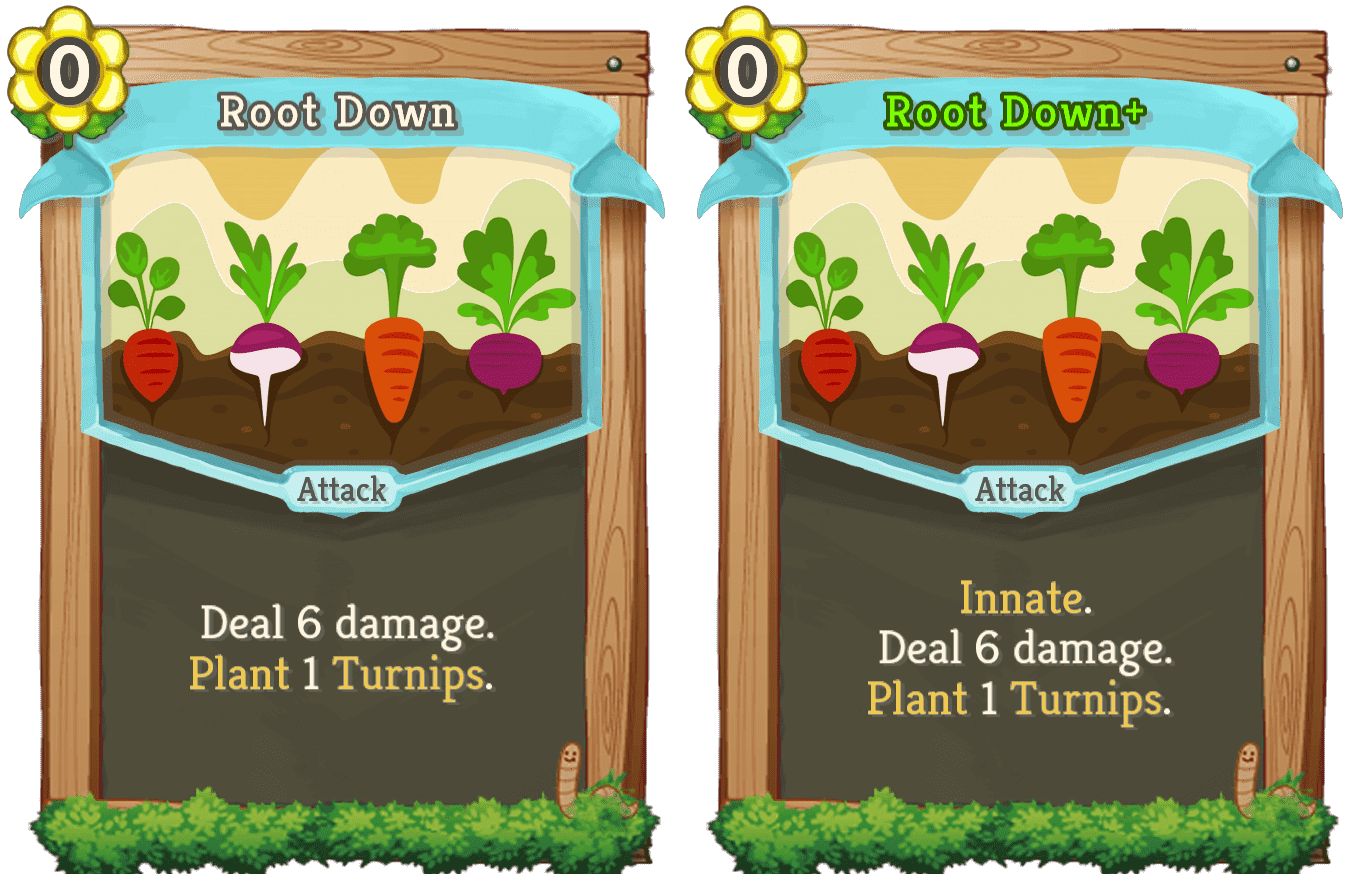 0
Root Down
Attack
Deal 6 damage.
Plant 1 Turnips.
0
Root Down+
Attack
Innate.
Deal 6 damage.
Plant 1 Turnips.